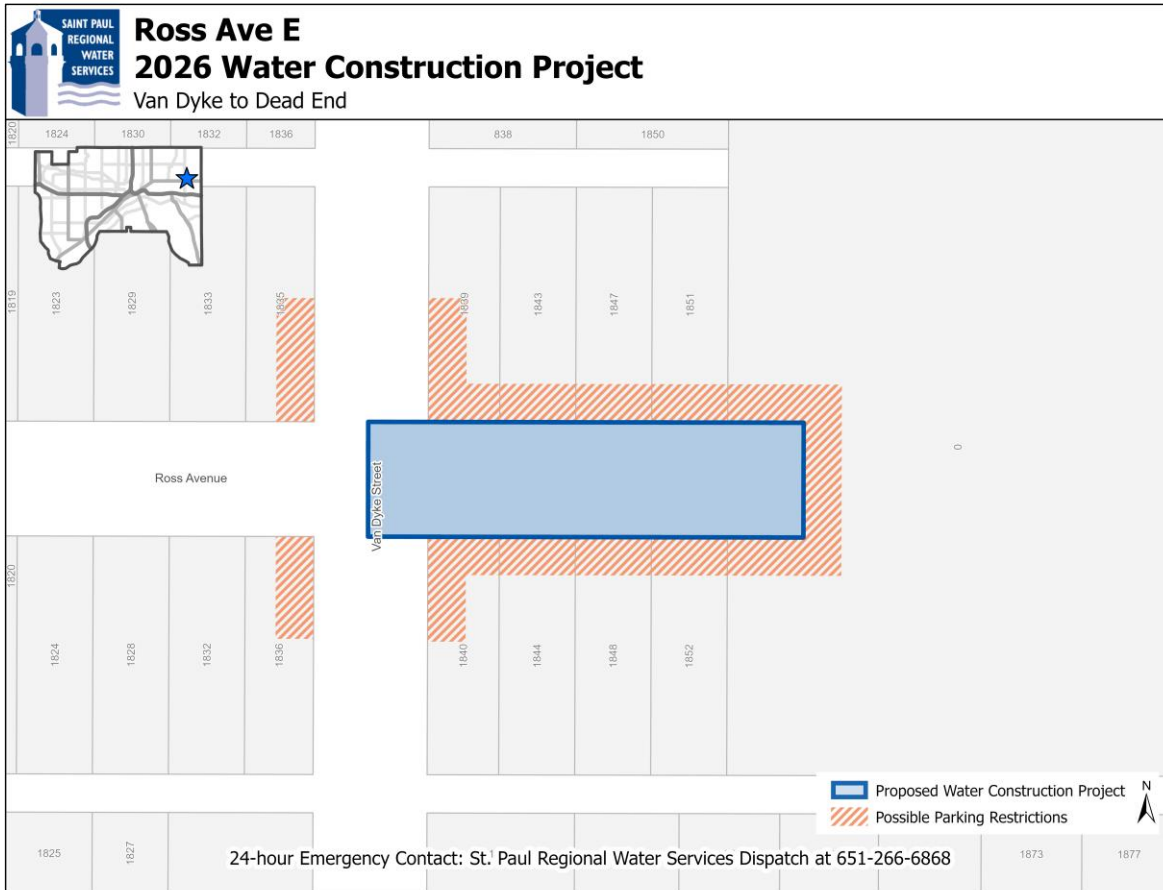 SAINT PAUL
REGIONAL
WATER
SERVICES
Ross Ave E
2026 Water Construction Project
Van Dyke to Dead End
1820
1824
1830
1832
1836
838
1850
1819
1823
1829
1833
1835
1839
1843
1847
1851
Ross Avenue
Van Dyke Street
0
1820
1824
1828
1832
1836
1840
1844
1848
1852
Proposed Water Construction Project
Possible Parking Restrictions
N
1825
1827
24-hour Emergency Contact: St. Paul Regional Water Services Dispatch at 651-266-6868
1873
1877